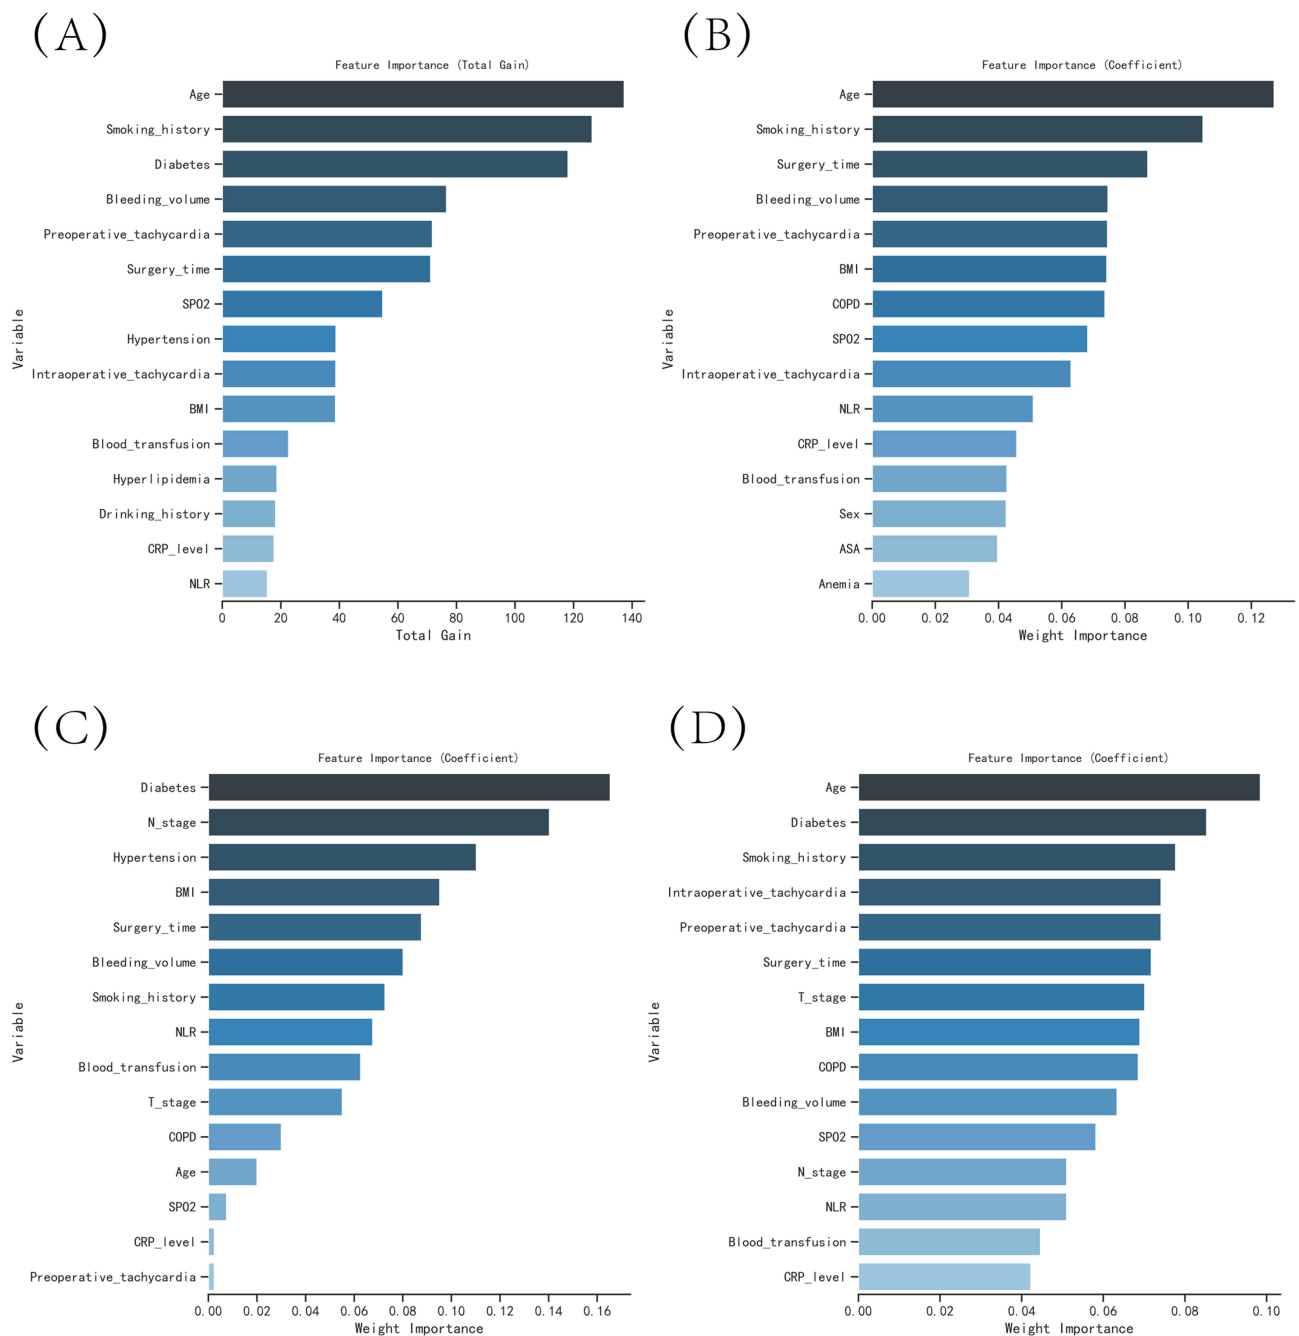 (A)
Feature Importance (Total Gain)
Variable
Age
Smoking_history
Diabetes
Bleeding_volume
Preoperative_tachycardia
Surgery_time
SPO2
Hypertension
Intraoperative_tachycardia
BMI
Blood_transfusion
Hyperlipidemia
Drinking_history
CRP_level
NLR
0 20 40 60 80 100 120 140
Total Gain
(B)
Feature Importance (Coefficient)
Variable
Age
Smoking_history
Surgery_time
Bleeding_volume
Preoperative_tachycardia
BMI
COPD
SPO2
Intraoperative_tachycardia
NLR
CRP_level
Blood_transfusion
Sex
ASA
Anemia
0.00 0.02 0.04 0.06 0.08 0.10 0.12
Weight Importance
(C)
Feature Importance (Coefficient)
Variable
Diabetes
N_stage
Hypertension
BMI
Surgery_time
Bleeding_volume
Smoking_history
NLR
Blood_transfusion
T_stage
COPD
Age
SPO2
CRP_level
Preoperative_tachycardia
0.00 0.02 0.04 0.06 0.08 0.10 0.12 0.14 0.16
Weight Importance
(D)
Feature Importance (Coefficient)
Variable
Age
Diabetes
Smoking_history
Intraoperative_tachycardia
Preoperative_tachycardia
Surgery_time
T_stage
BMI
COPD
Bleeding_volume
SPO2
N_stage
NLR
Blood_transfusion
CRP_level
0.00 0.02 0.04 0.06 0.08 0.10
Weight Importance